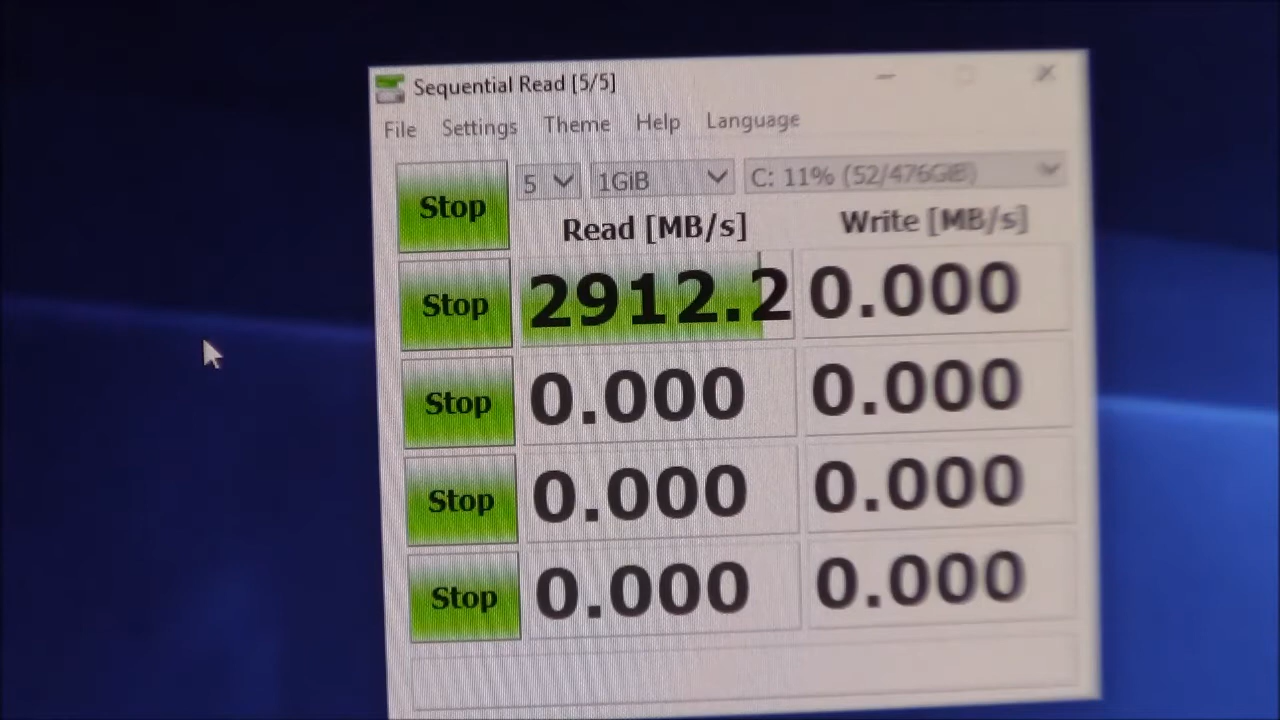 Sequential Read [5/5]
File Settings Theme Help Language
Stop 5 1GiB C: 11% (52/476GiB)
Read [MB/s] Write [MB/s]
Stop 2912.2 0.000
Stop 0.000 0.000
Stop 0.000 0.000
Stop 0.000 0.000